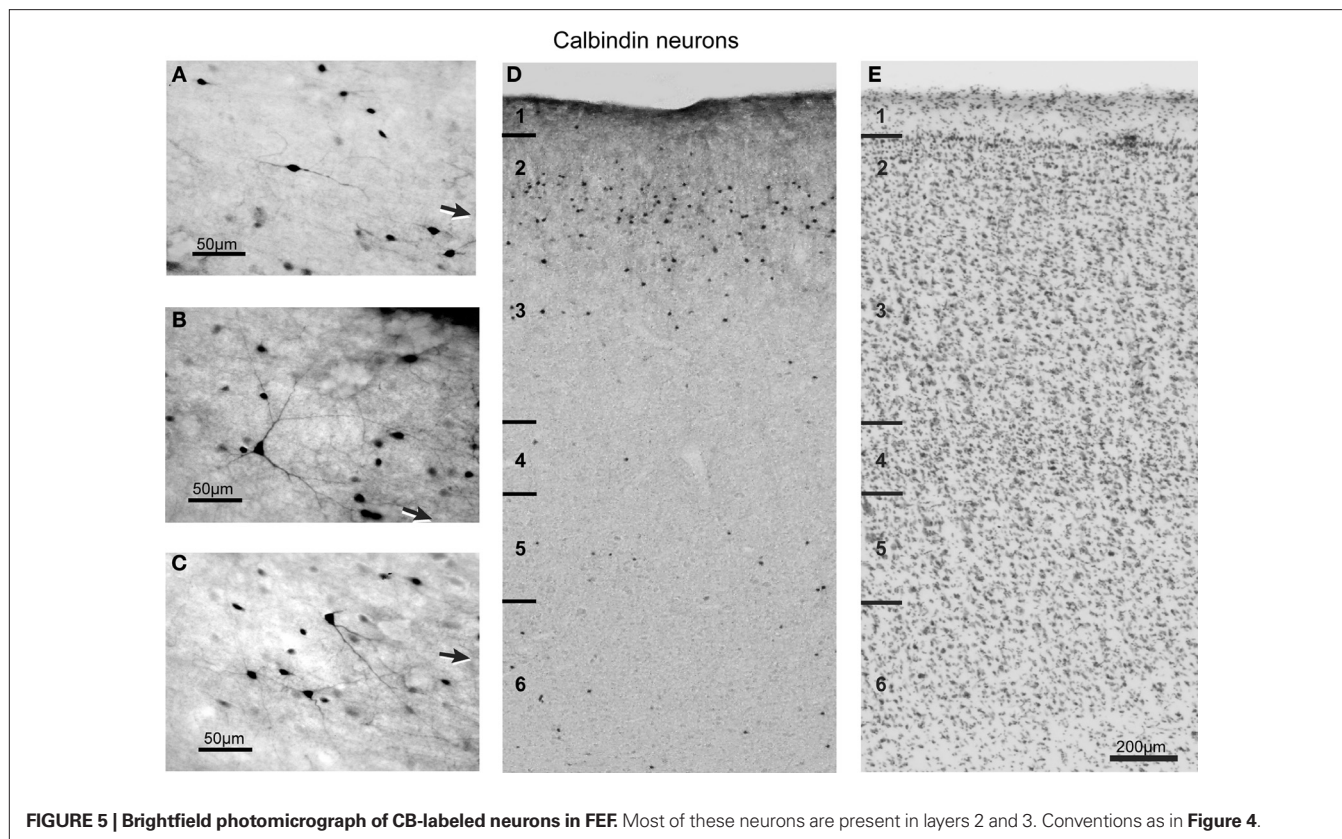 Calbindin neurons
A
50µm
B
50µm
C
50µm
D
1
2
3
4
5
6
E
1
2
3
4
5
6
200µm
FIGURE 5 | Brightfield photomicrograph of CB-labeled neurons in FEF. Most of these neurons are present in layers 2 and 3. Conventions as in Figure 4.